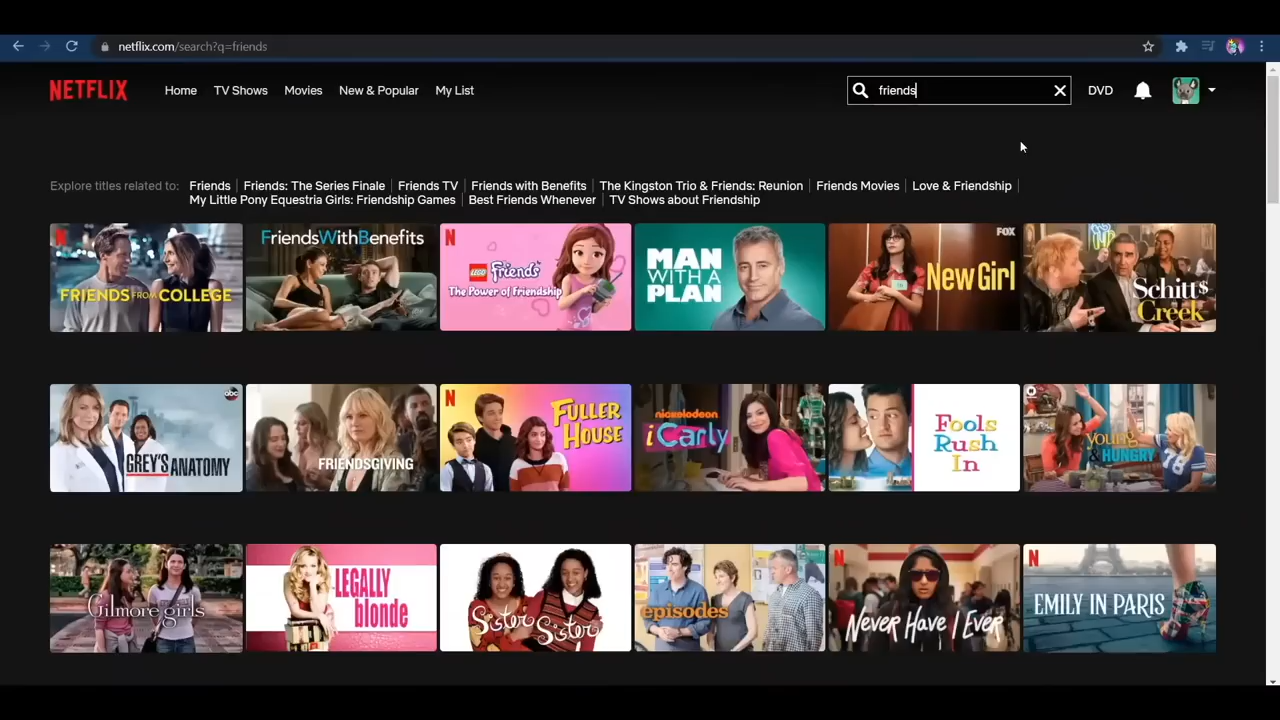 netflix.com/search?q=friends
NETFLIX Home TV Shows Movies New & Popular My List friends DVD
Explore titles related to: Friends Friends: The Series Finale Friends TV Friends with Benefits The Kingston Trio & Friends: Reunion Friends Movies Love & Friendship
My Little Pony Equestria Girls: Friendship Games Best Friends Whenever TV Shows about Friendship
N
FRIENDS FROM COLLEGE
FriendsWithBenefits
N
LEGO Friends
The Power of Friendship
MAN
WITH A
PLAN
FOX
New Girl
Schitt$
Creek
abc
GREY'S ANATOMY
FRIENDSGIVING
N
FULLER
HOUSE
nickelodeon
iCarly
Fools
Rush
In
young
& HUNGRY
78
Gilmore girls
LEGALLY
blonde
Sister Sister
episodes
N
Never Have I Ever
N
EMILY IN PARIS